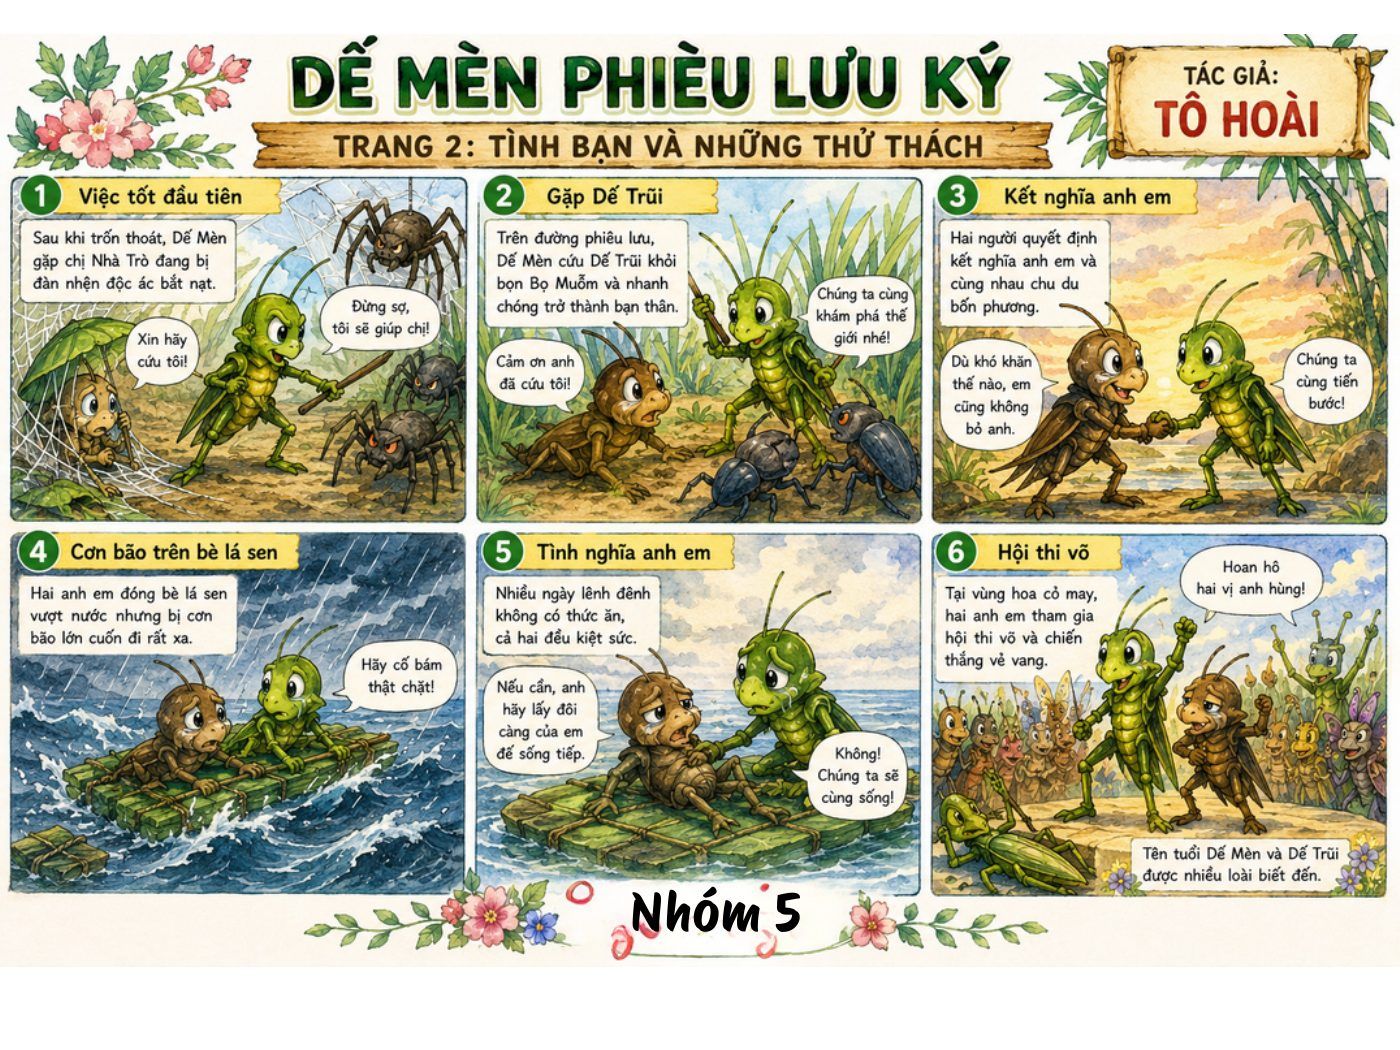 DẾ MÈN PHIÊU LƯU KÝ
TRANG 2: TÌNH BẠN VÀ NHỮNG THỬ THÁCH
TÁC GIẢ:
TÔ HOÀI
1 Việc tốt đầu tiên
Sau khi trốn thoát, Dế Mèn
gặp chị Nhà Trò đang bị
đàn nhện độc ác bắt nạt.
Xin hãy
cứu tôi!
Đừng sợ,
tôi sẽ giúp chị!
2 Gặp Dế Trũi
Trên đường phiêu lưu,
Dế Mèn cứu Dế Trũi khỏi
bọn Bọ Muỗm và nhanh
chóng trở thành bạn thân.
Cảm ơn anh
đã cứu tôi!
Chúng ta cùng
khám phá thế
giới nhé!
3 Kết nghĩa anh em
Hai người quyết định
kết nghĩa anh em và
cùng nhau chu du
bốn phương.
Dù khó khăn
thế nào, em
cũng không
bỏ anh.
Chúng ta
cùng tiến
bước!
4 Cơn bão trên bè lá sen
Hai anh em đóng bè lá sen
vượt nước nhưng bị cơn
bão lớn cuốn đi rất xa.
Hãy cố bám
thật chặt!
5 Tình nghĩa anh em
Nhiều ngày lênh đênh
không có thức ăn,
cả hai đều kiệt sức.
Nếu cần, anh
hãy lấy đôi
càng của em
để sống tiếp.
Không!
Chúng ta sẽ
cùng sống!
6 Hội thi võ
Tại vùng hoa cỏ may,
hai anh em tham gia
hội thi võ và chiến
thắng vẻ vang.
Hoan hô
hai vị anh hùng!
Tên tuổi Dế Mèn và Dế Trũi
được nhiều loài biết đến.
Nhóm 5